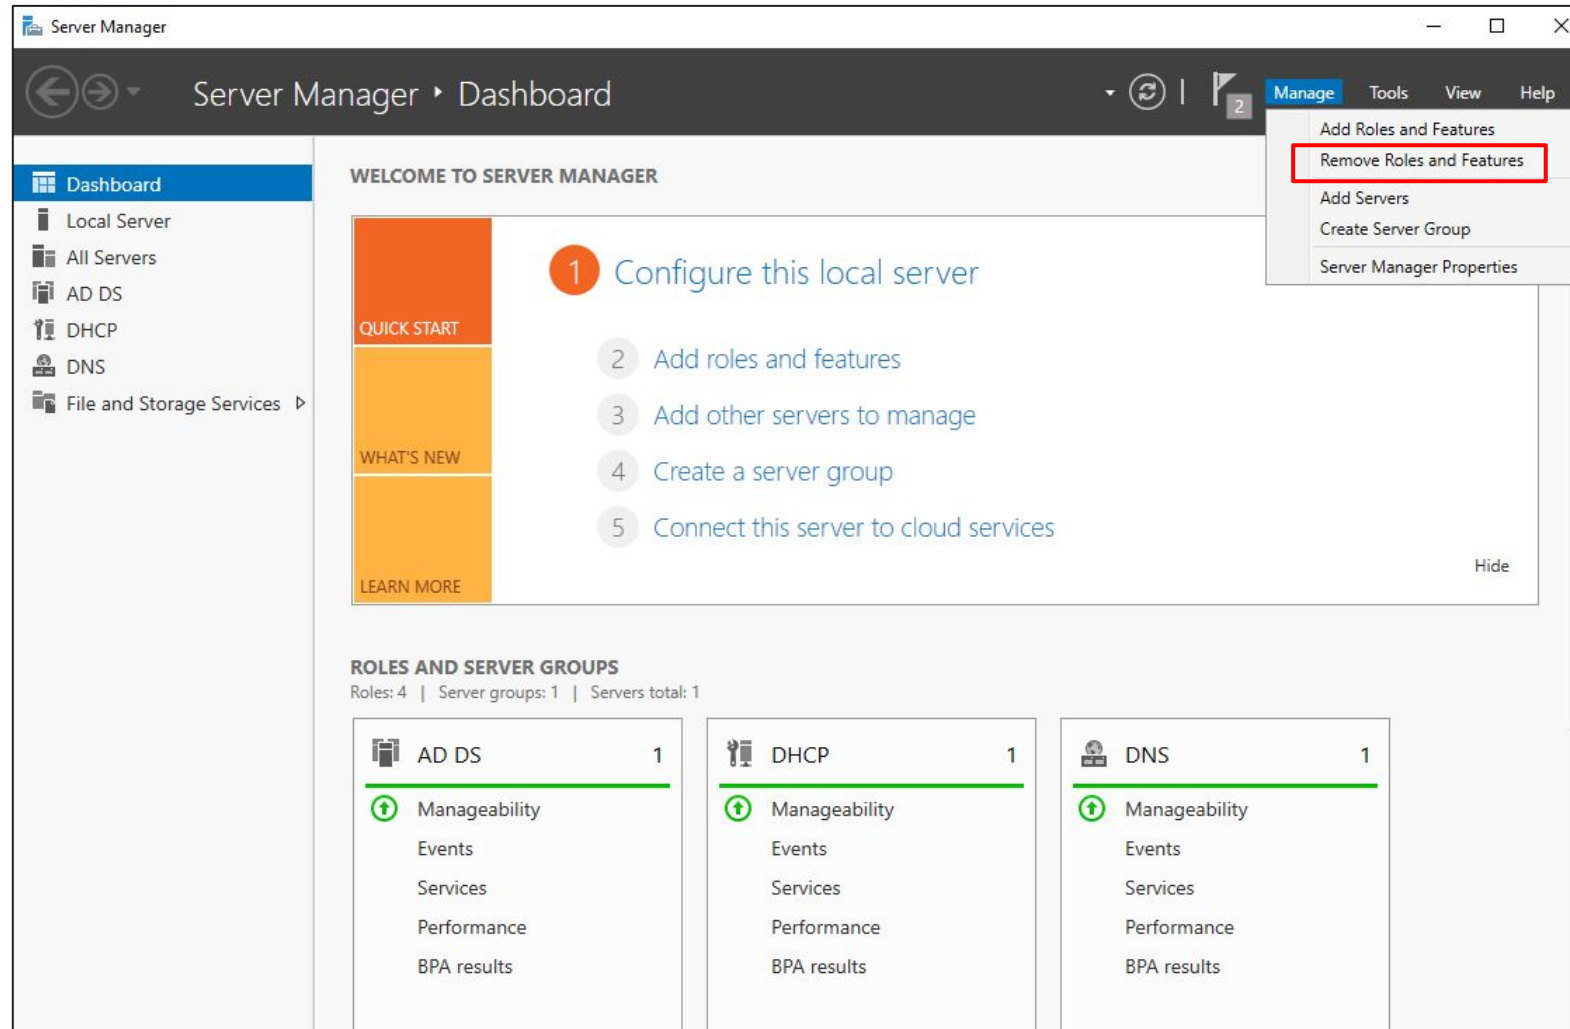 Server Manager
Server Manager ‣ Dashboard
2
Manage Tools View Help
Add Roles and Features
Remove Roles and Features
Add Servers
Create Server Group
Server Manager Properties
Dashboard
Local Server
All Servers
AD DS
DHCP
DNS
File and Storage Services
WELCOME TO SERVER MANAGER
QUICK START
WHAT'S NEW
LEARN MORE
1 Configure this local server
2 Add roles and features
3 Add other servers to manage
4 Create a server group
5 Connect this server to cloud services
Hide
ROLES AND SERVER GROUPS
Roles: 4 | Server groups: 1 | Servers total: 1
AD DS 1
Manageability
Events
Services
Performance
BPA results
DHCP 1
Manageability
Events
Services
Performance
BPA results
DNS 1
Manageability
Events
Services
Performance
BPA results